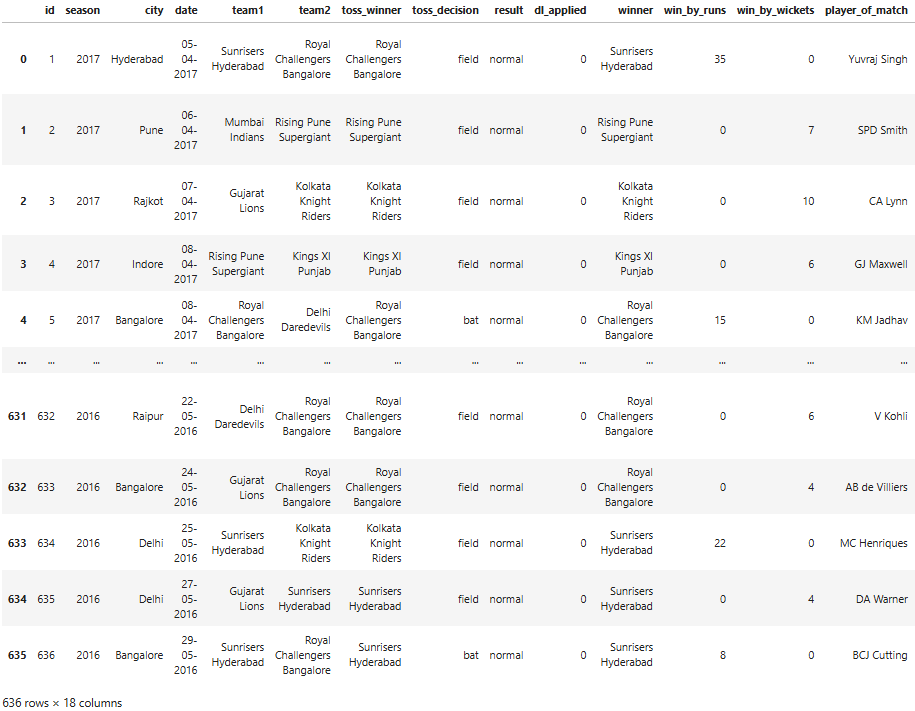 id season city date team1 team2 toss_winner toss_decision result dl_applied winner win_by_runs win_by_wickets player_of_match
0 1 2017 Hyderabad 05-04-2017 Sunrisers Hyderabad Royal Challengers Bangalore Royal Challengers Bangalore field normal 0 Sunrisers Hyderabad 35 0 Yuvraj Singh
1 2 2017 Pune 06-04-2017 Mumbai Indians Rising Pune Supergiant Rising Pune Supergiant field normal 0 Rising Pune Supergiant 0 7 SPD Smith
2 3 2017 Rajkot 07-04-2017 Gujarat Lions Kolkata Knight Riders Kolkata Knight Riders field normal 0 Kolkata Knight Riders 0 10 CA Lynn
3 4 2017 Indore 08-04-2017 Rising Pune Supergiant Kings XI Punjab Kings XI Punjab field normal 0 Kings XI Punjab 0 6 GJ Maxwell
4 5 2017 Bangalore 08-04-2017 Royal Challengers Bangalore Delhi Daredevils Royal Challengers Bangalore bat normal 0 Royal Challengers Bangalore 15 0 KM Jadhav
... ... ... ... ... ... ... ... ... ... ... ... ... ... ...
631 632 2016 Raipur 22-05-2016 Delhi Daredevils Royal Challengers Bangalore Royal Challengers Bangalore field normal 0 Royal Challengers Bangalore 0 6 V Kohli
632 633 2016 Bangalore 24-05-2016 Gujarat Lions Royal Challengers Bangalore Royal Challengers Bangalore field normal 0 Royal Challengers Bangalore 0 4 AB de Villiers
633 634 2016 Delhi 25-05-2016 Sunrisers Hyderabad Kolkata Knight Riders Kolkata Knight Riders field normal 0 Sunrisers Hyderabad 22 0 MC Henriques
634 635 2016 Delhi 27-05-2016 Gujarat Lions Sunrisers Hyderabad Sunrisers Hyderabad field normal 0 Sunrisers Hyderabad 0 4 DA Warner
635 636 2016 Bangalore 29-05-2016 Sunrisers Hyderabad Royal Challengers Bangalore Sunrisers Hyderabad bat normal 0 Sunrisers Hyderabad 8 0 BCJ Cutting
636 rows × 18 columns